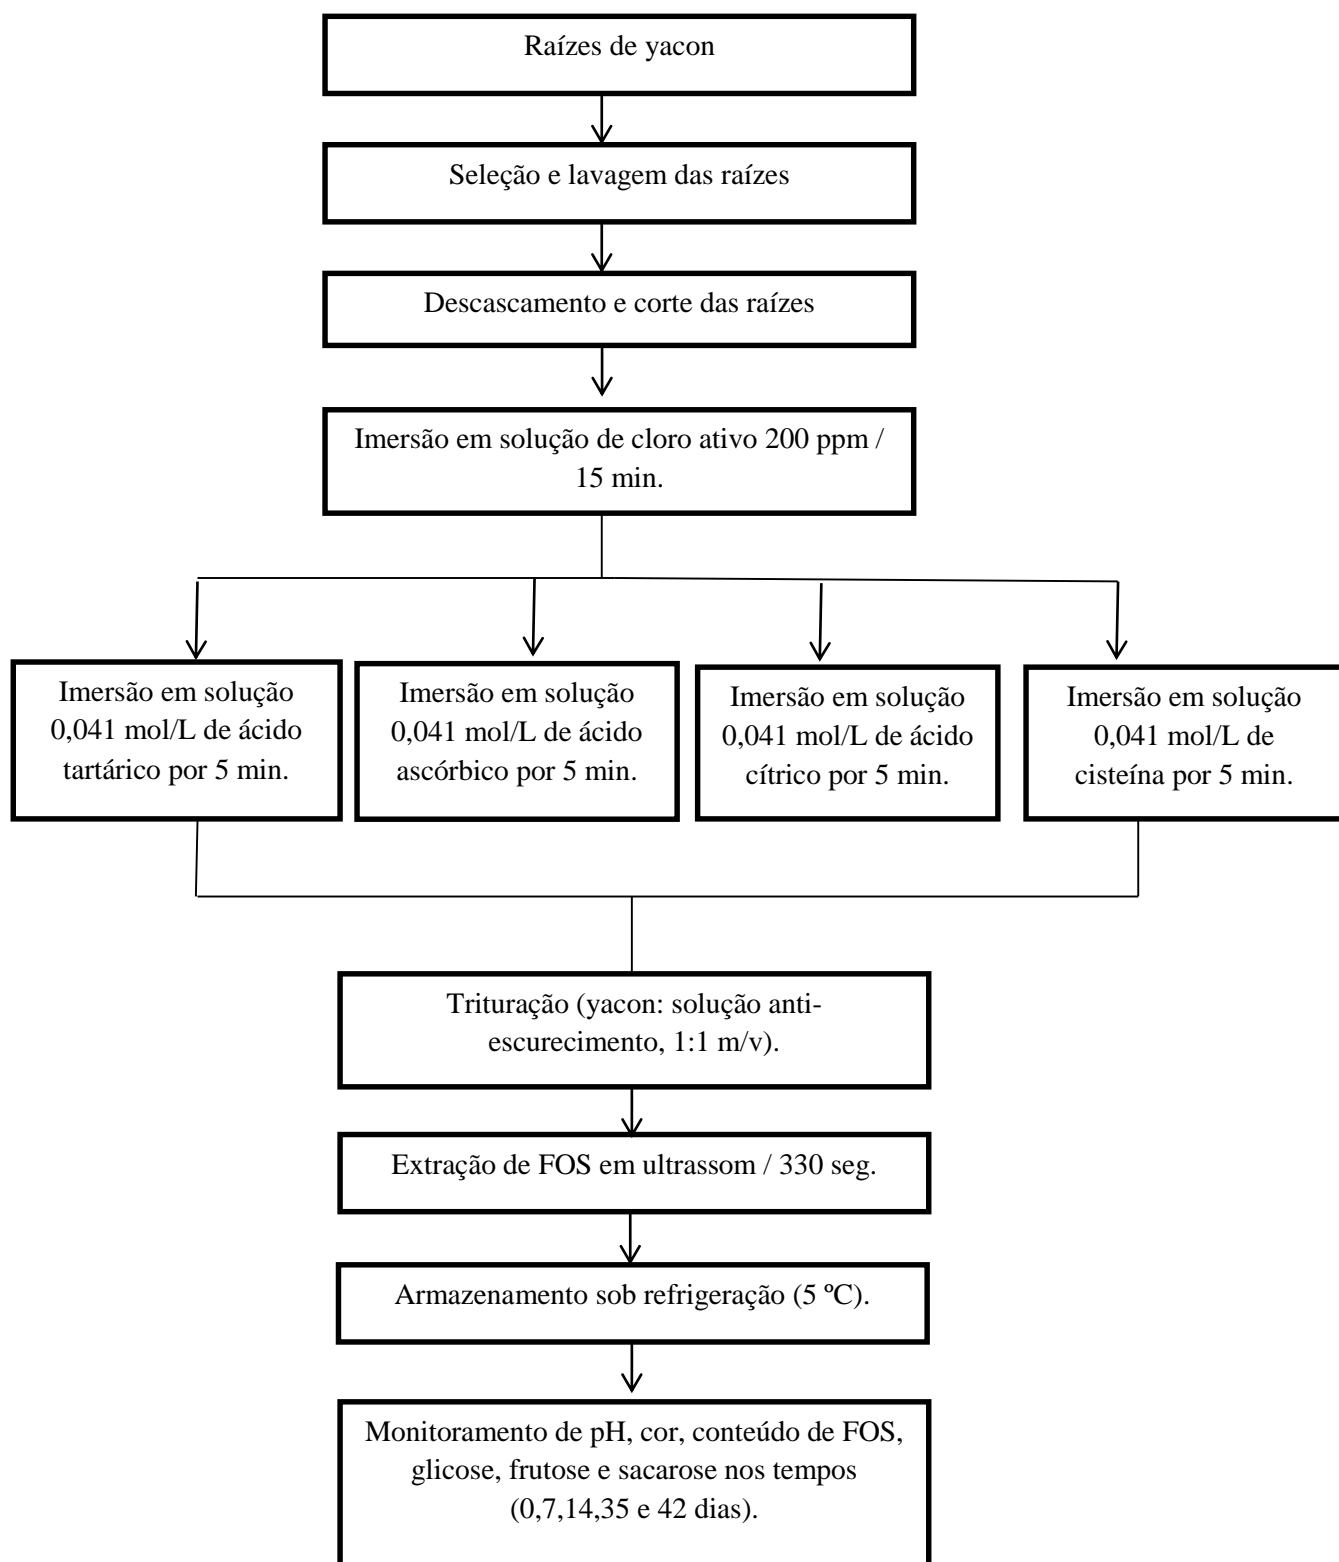 Raízes de yacon
Seleção e lavagem das raízes
Descascamento e corte das raízes
Imersão em solução de cloro ativo 200 ppm /
15 min.
Imersão em solução
0,041 mol/L de ácido
tartárico por 5 min.
Imersão em solução
0,041 mol/L de ácido
ascórbico por 5 min.
Imersão em solução
0,041 mol/L de ácido
cítrico por 5 min.
Imersão em solução
0,041 mol/L de
cisteína por 5 min.
Trituração (yacon: solução anti-
escurecimento, 1:1 m/v).
Extração de FOS em ultrassom / 330 seg.
Armazenamento sob refrigeração (5 ºC).
Monitoramento de pH, cor, conteúdo de FOS,
glicose, frutose e sacarose nos tempos
(0,7,14,35 e 42 dias).